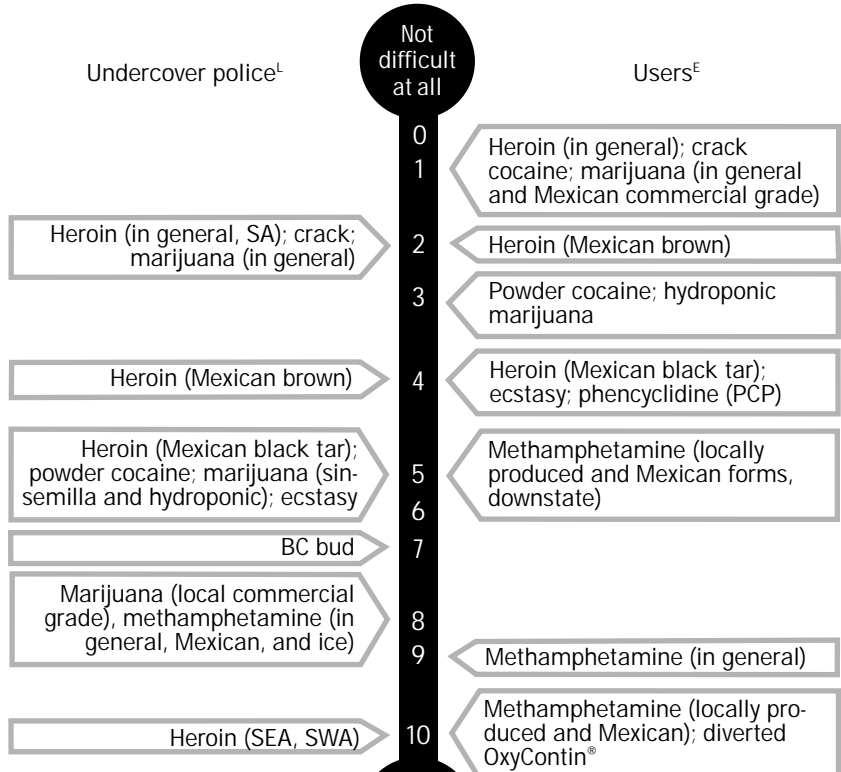 Not
difficult
at all
Undercover police^L
Users^E
0
1
Heroin (in general); crack
cocaine; marijuana (in general
and Mexican commercial grade)
Heroin (in general, SA); crack;
marijuana (in general)
2
Heroin (Mexican brown)
3
Powder cocaine; hydroponic
marijuana
Heroin (Mexican brown)
4
Heroin (Mexican black tar);
ecstasy; phencyclidine (PCP)
Heroin (Mexican black tar);
powder cocaine; marijuana (sin-
semilla and hydroponic); ecstasy
5
6
Methamphetamine (locally
produced and Mexican forms,
downstate)
BC bud
7
Marijuana (local commercial
grade), methamphetamine (in
general, Mexican, and ice)
8
9
Methamphetamine (in general)
Heroin (SEA, SWA)
10
Methamphetamine (locally pro-
duced and Mexican); diverted
OxyContin®